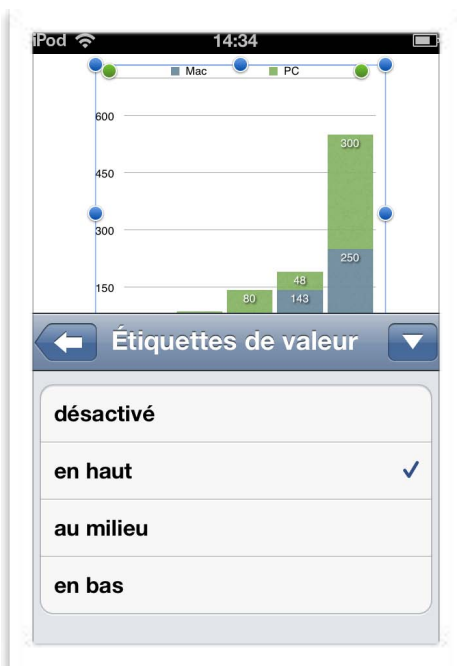 iPod 14:34
Mac PC
600
300
450
300
250
48
150
80 143
Étiquettes de valeur
désactivé
en haut
au milieu
en bas